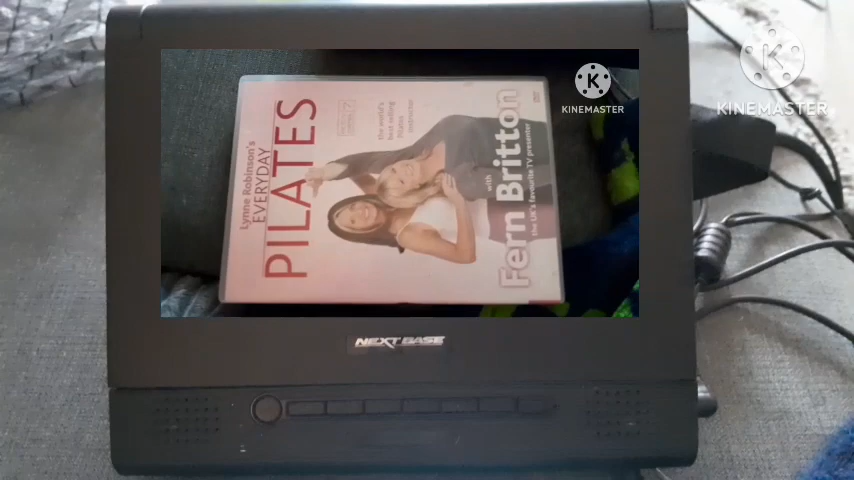 Lynne Robinson's
EVERYDAY
PILATES
the world's
best selling
Pilates
instructor
with
Fern Britton
the UK's favourite TV presenter
DVD
KINEMASTER
KINEMASTER
NEXTBASE